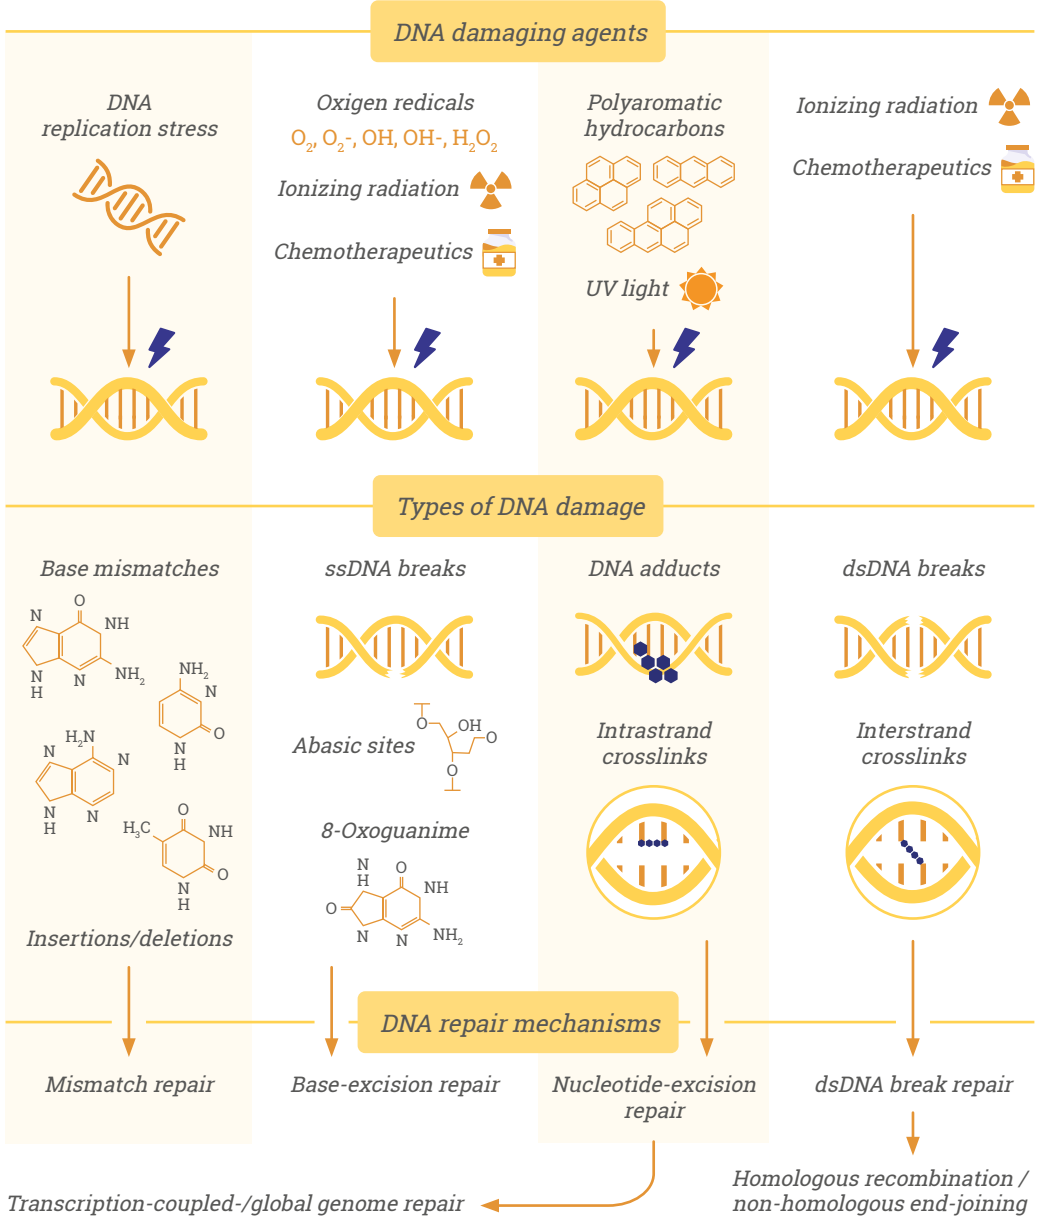 DNA damaging agents
DNA
replication stress
Oxigen redicals
O₂, O₂-, OH, OH-, H₂O₂
Ionizing radiation
Chemotherapeutics
Polyaromatic
hydrocarbons
UV light
Ionizing radiation
Chemotherapeutics
Types of DNA damage
Base mismatches
O
N
NH
N
H
N
NH₂
NH₂
N
O
N
H
H₂N
N
N
N
H
N
O
H₃C
NH
O
N
H
Insertions/deletions
ssDNA breaks
Abasic sites
O
OH
O
O
8-Oxoguanime
N
H
O
NH
O
N
N
NH₂
DNA adducts
Intrastrand
crosslinks
dsDNA breaks
Interstrand
crosslinks
DNA repair mechanisms
Mismatch repair
Base-excision repair
Nucleotide-excision
repair
dsDNA break repair
Transcription-coupled-/global genome repair
Homologous recombination /
non-homologous end-joining